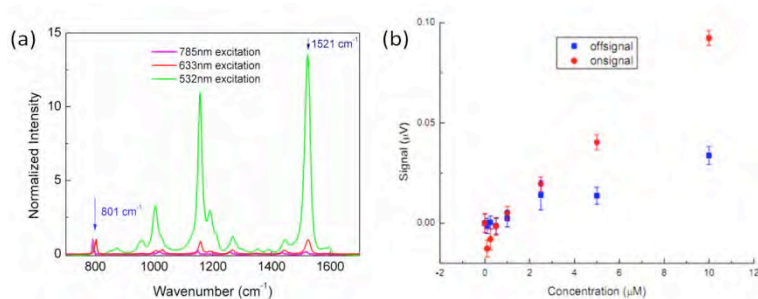 (a)
15
10
5
0
Normalized Intensity
785nm excitation
633nm excitation
532nm excitation
1521 cm⁻¹
801 cm⁻¹
800 1000 1200 1400 1600
Wavenumber (cm⁻¹)
(b)
0.10
0.05
0.00
Signal (µV)
offsignal
onsignal
-2 0 2 4 6 8 10 12
Concentration (µM)